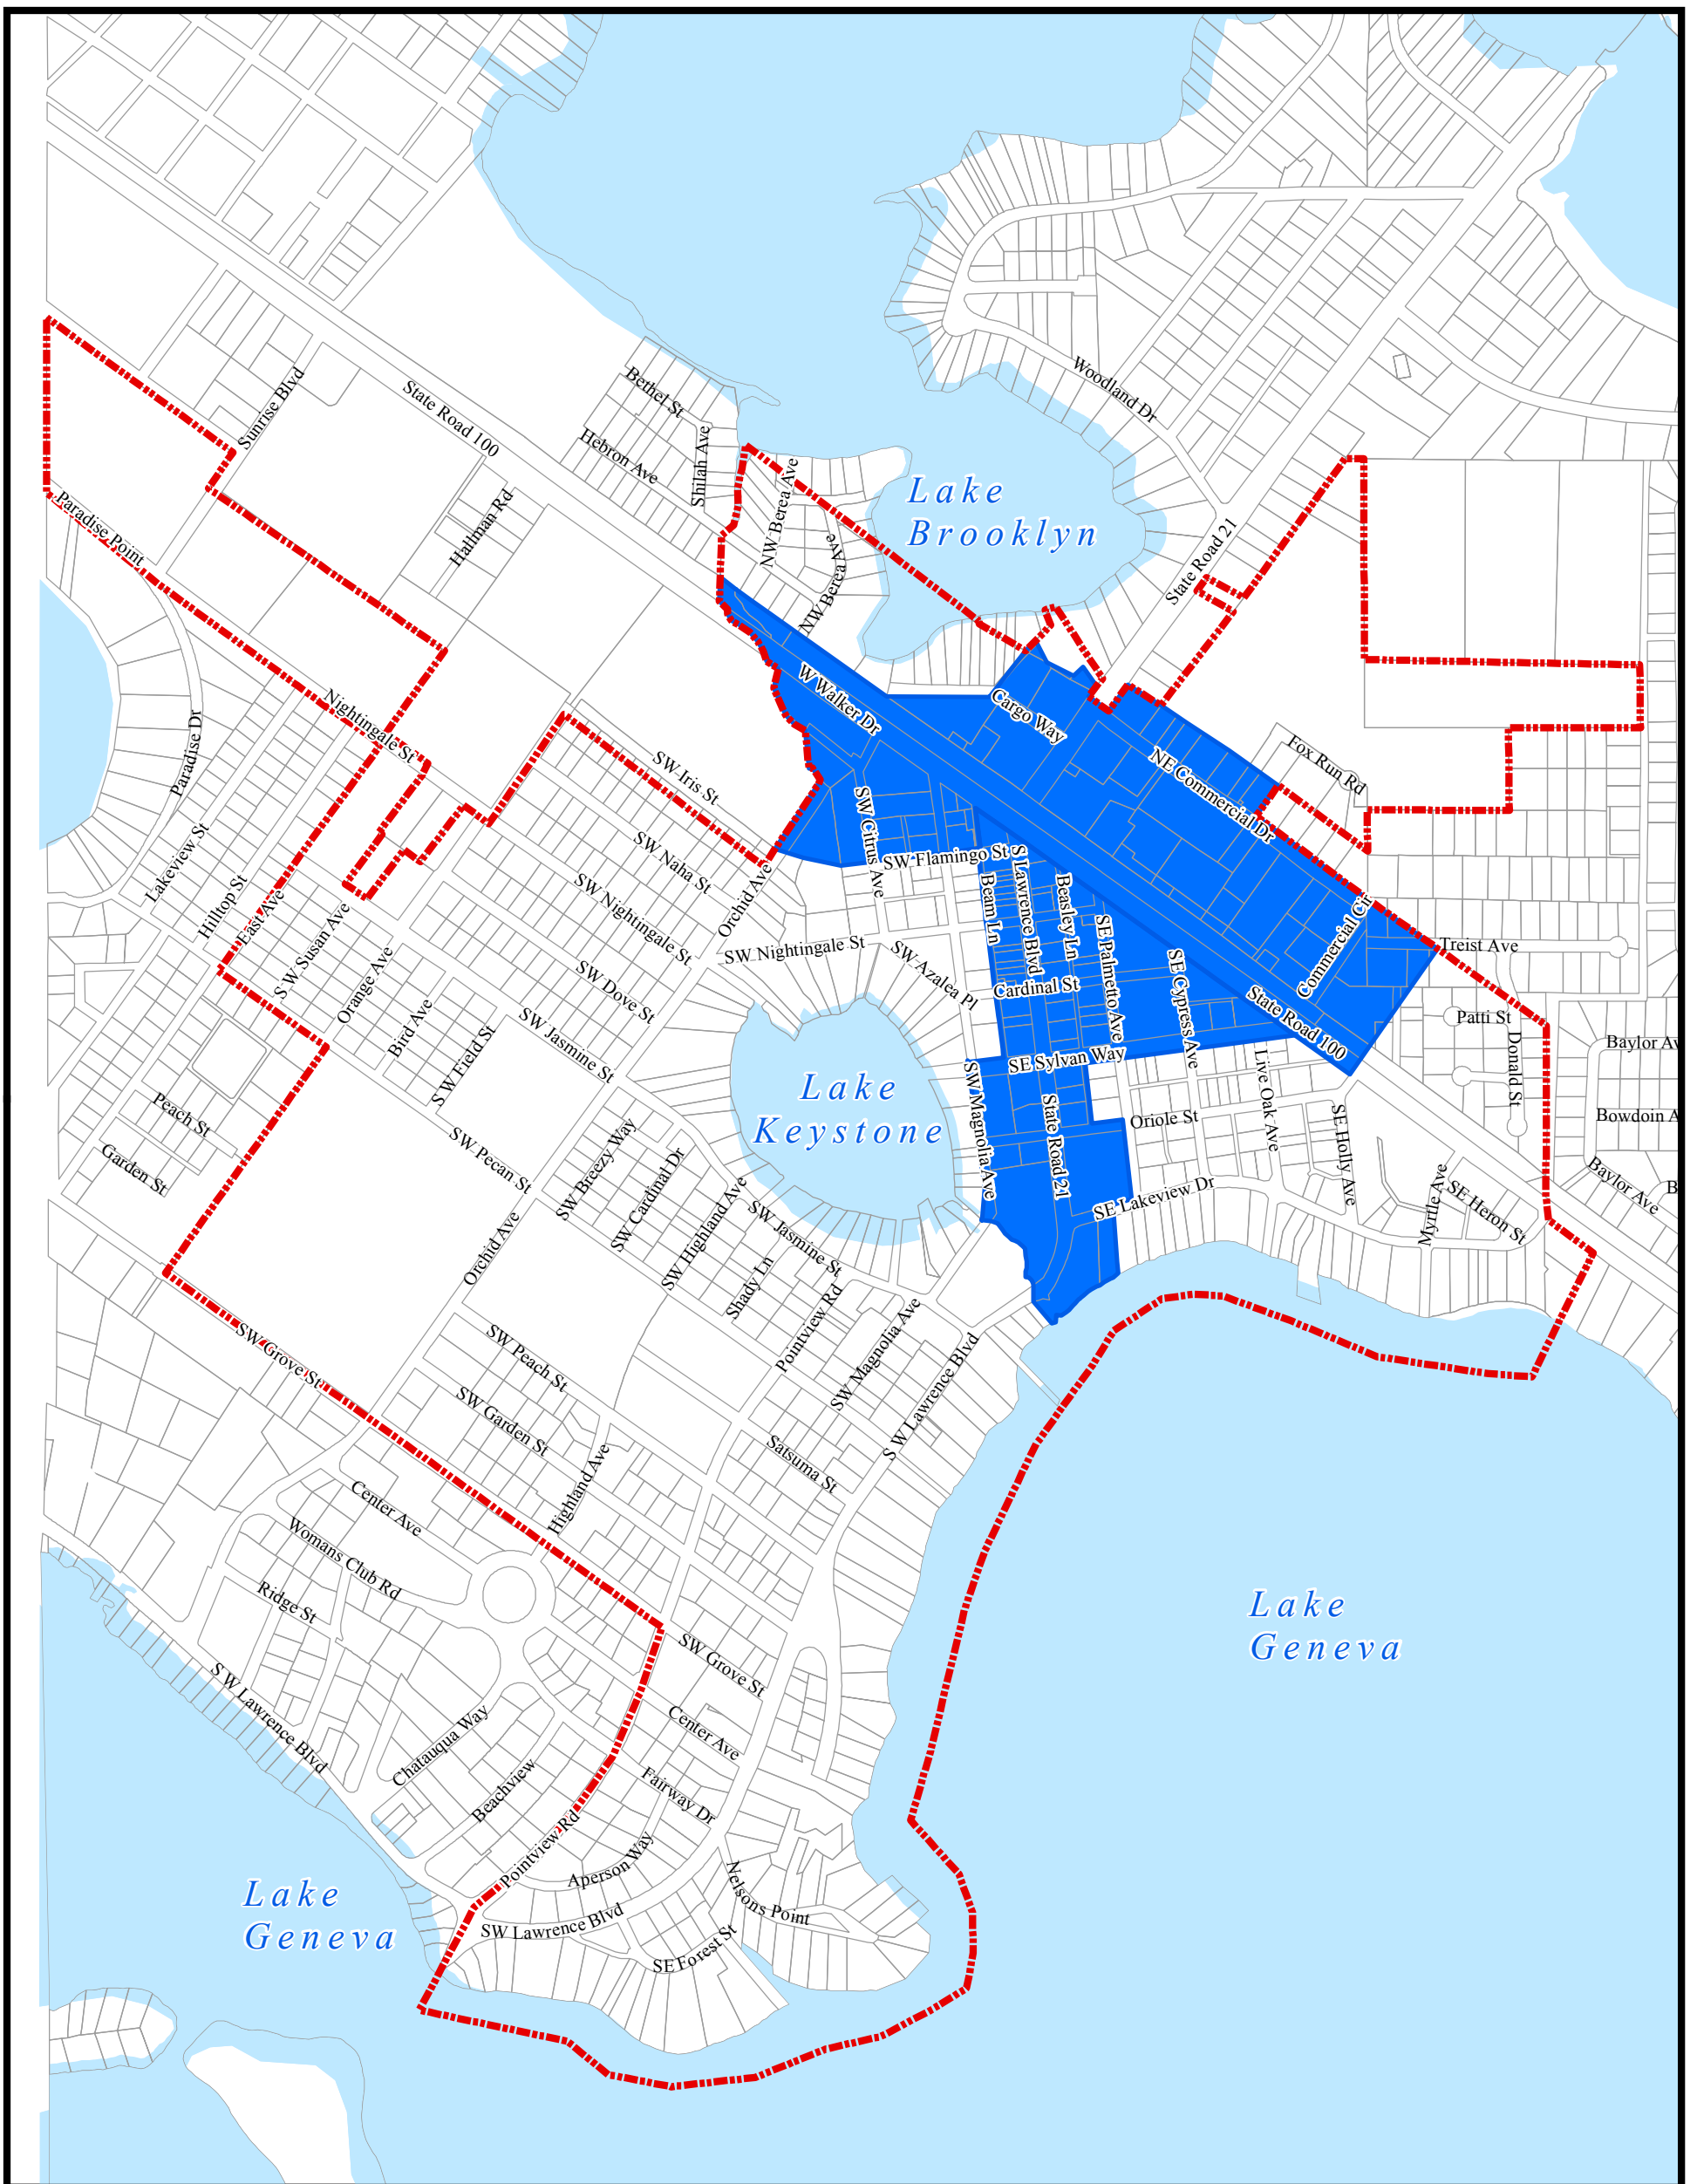 Sunrise Blvd
State Road 100
Bethel St
Hebron Ave
Shilah Ave
NW Berea Ave
NW Berea Ave
Woodland Dr
Lake
Brooklyn
State Road 21
Hallman Rd
Paradise Point
Paradise Dr
Nightingale St
W Walker Dr
Cargo Way
NE Commercial Dr
Fox Run Rd
SW Iris St
SW Naha St
SW Nightingale St
SW Citrus Ave
SW Flamingo St
S Lawrence Blvd
Beam Ln
Beasley Ln
SE Palmetto Ave
SE Cypress Ave
Commercial Cir
Treist Ave
Lakeview St
Hilltop St
East Ave
S W Susan Ave
Orange Ave
Bird Ave
S W Field St
Orchid Ave
SW Nightingale St
SW Azalea Pl
SW Dove St
SW Jasmine St
Cardinal St
State Road 100
Patti St
Donald St
Baylor Av
SE Sylvan Way
Live Oak Ave
Lake
Keystone
SW Magnolia Ave
State Road 21
Oriole St
SE Holly Ave
Bowdoin A
Peach St
Garden St
SW Pecan St
SW Breezy Way
SW Cardinal Dr
SW Highland Ave
SW Jasmine St
Shady Ln
SE Lakeview Dr
Myrtle Ave
SE Heron St
Baylor Ave
B
Orchid Ave
Pointview Rd
SW Magnolia Ave
S W Lawrence Blvd
SW Grove St
SW Peach St
SW Garden St
Highland Ave
Satsuma St
Center Ave
Womans Club Rd
Ridge St
Lake
Geneva
SW Grove St
S W Lawrence Blvd
Chatauqua Way
Center Ave
Beachview
Fairway Dr
Pointview Rd
Aperson Way
Nelsons Point
SW Lawrence Blvd
SE Forest St
Lake
Geneva